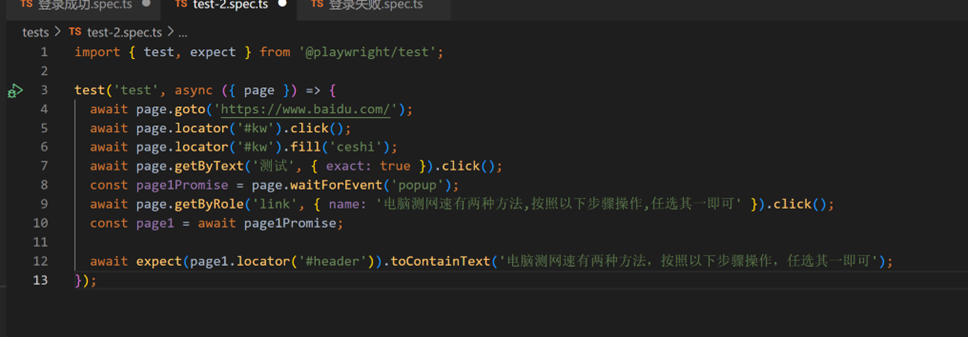 TS 登录成功.spec.ts TS test-2.spec.ts TS 登录失败.spec.ts
tests > TS test-2.spec.ts > ...
1 import { test, expect } from '@playwright/test';
2
3 test('test', async ({ page }) => {
4 await page.goto('https://www.baidu.com/');
5 await page.locator('#kw').click();
6 await page.locator('#kw').fill('ceshi');
7 await page.getByText('测试', { exact: true }).click();
8 const page1Promise = page.waitForEvent('popup');
9 await page.getByRole('link', { name: '电脑测网速有两种方法,按照以下步骤操作,任选其一即可' }).click();
10 const page1 = await page1Promise;
11
12 await expect(page1.locator('#header')).toContainText('电脑测网速有两种方法，按照以下步骤操作，任选其一即可');
13 });